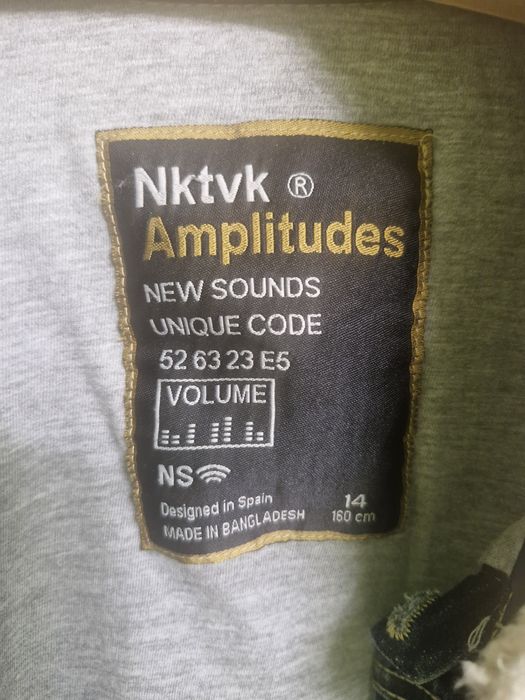 Nktvk ®
Amplitudes
NEW SOUNDS
UNIQUE CODE
52 63 23 E5
VOLUME
NS
Designed in Spain
MADE IN BANGLADESH
14
160 cm